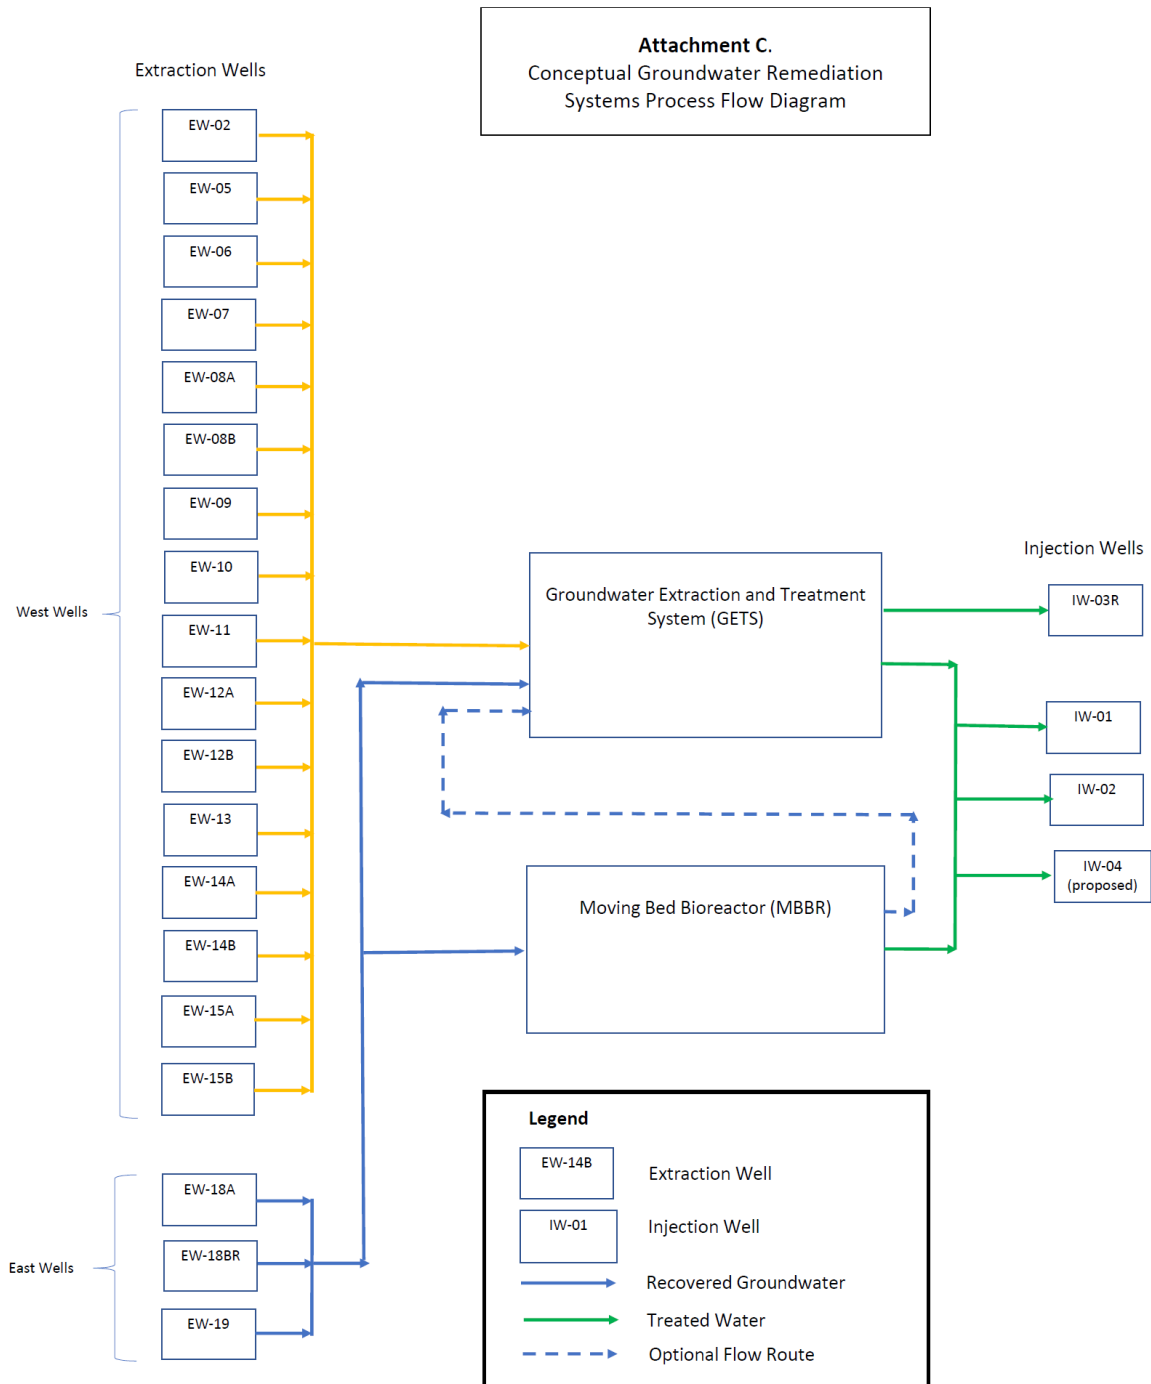 Attachment C.
Conceptual Groundwater Remediation
Systems Process Flow Diagram
Extraction Wells
EW-02
EW-05
EW-06
EW-07
EW-08A
EW-08B
EW-09
EW-10
EW-11
EW-12A
EW-12B
EW-13
EW-14A
EW-14B
EW-15A
EW-15B
West Wells
EW-18A
EW-18BR
EW-19
East Wells
Groundwater Extraction and Treatment
System (GETS)
Moving Bed Bioreactor (MBBR)
Injection Wells
IW-03R
IW-01
IW-02
IW-04
(proposed)
Legend
EW-14B
Extraction Well
IW-01
Injection Well
Recovered Groundwater
Treated Water
Optional Flow Route